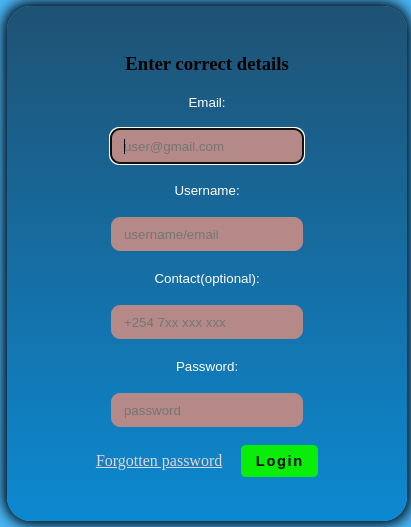 Enter correct details
Email:
user@gmail.com
Username:
username/email
Contact(optional):
+254 7xx xxx xxx
Password:
password
Forgotten password Login